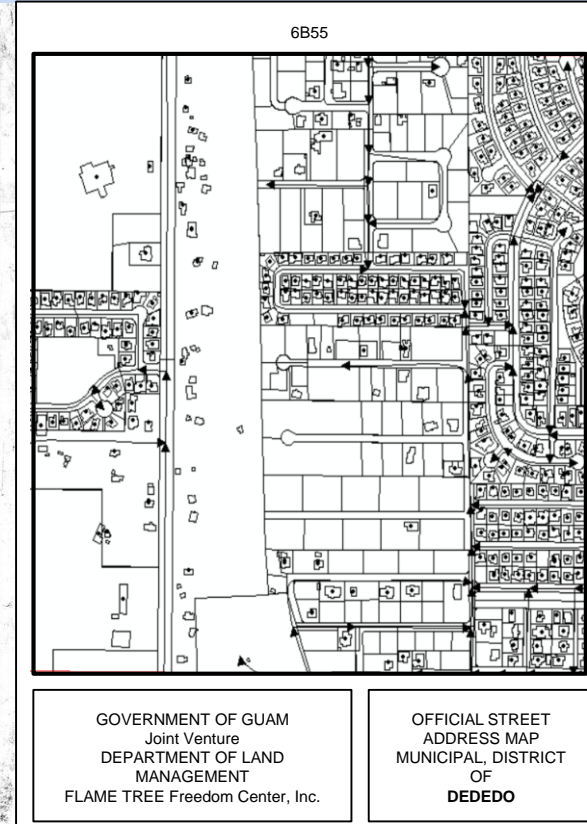 6B55
GOVERNMENT OF GUAM
Joint Venture
DEPARTMENT OF LAND
MANAGEMENT
FLAME TREE Freedom Center, Inc.
OFFICIAL STREET
ADDRESS MAP
MUNICIPAL, DISTRICT
OF
DEDEDO